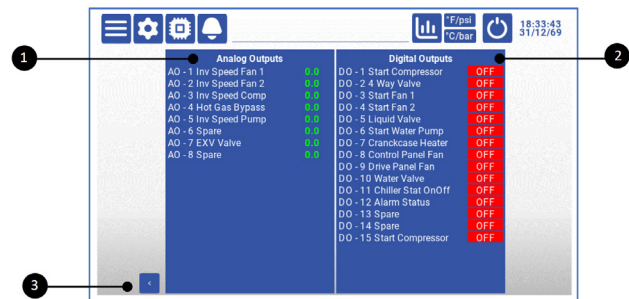 °F/psi
°C/bar
18:33:43
31/12/69
1
Analog Outputs
AO - 1 Inv Speed Fan 1 0.0
AO - 2 Inv Speed Fan 2 0.0
AO - 3 Inv Speed Comp 0.0
AO - 4 Hot Gas Bypass 0.0
AO - 5 Inv Speed Pump 0.0
AO - 6 Spare 0.0
AO - 7 EXV Valve 0.0
AO - 8 Spare 0.0
Digital Outputs
2
DO - 1 Start Compressor OFF
DO - 2 4 Way Valve OFF
DO - 3 Start Fan 1 OFF
DO - 4 Start Fan 2 OFF
DO - 5 Liquid Valve OFF
DO - 6 Start Water Pump OFF
DO - 7 Cranckcase Heater OFF
DO - 8 Control Panel Fan OFF
DO - 9 Drive Panel Fan OFF
DO - 10 Water Valve OFF
DO - 11 Chiller Stat OnOff OFF
DO - 12 Alarm Status OFF
DO - 13 Spare OFF
DO - 14 Spare OFF
DO - 15 Start Compressor OFF
3
<